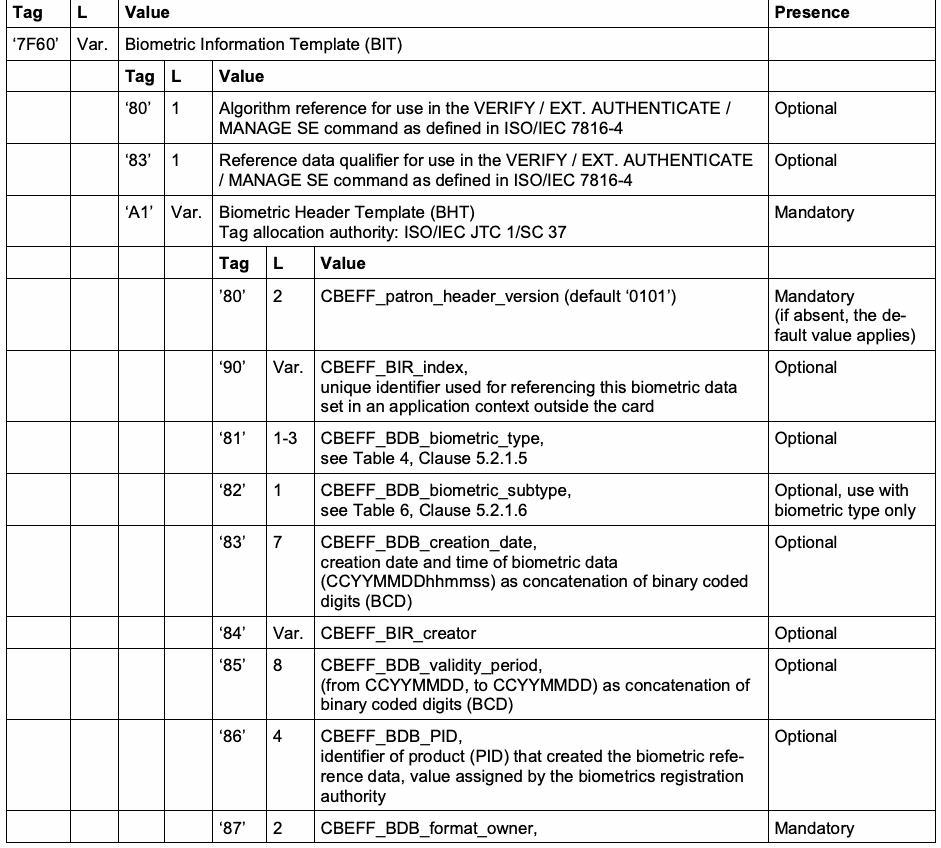 Tag L Value Presence
‘7F60’ Var. Biometric Information Template (BIT)
Tag L Value
‘80’ 1 Algorithm reference for use in the VERIFY / EXT. AUTHENTICATE / Optional
MANAGE SE command as defined in ISO/IEC 7816-4
‘83’ 1 Reference data qualifier for use in the VERIFY / EXT. AUTHENTICATE Optional
/ MANAGE SE command as defined in ISO/IEC 7816-4
‘A1’ Var. Biometric Header Template (BHT) Mandatory
Tag allocation authority: ISO/IEC JTC 1/SC 37
Tag L Value
’80’ 2 CBEFF_patron_header_version (default ‘0101’) Mandatory
(if absent, the de-
fault value applies)
‘90’ Var. CBEFF_BIR_index, Optional
unique identifier used for referencing this biometric data
set in an application context outside the card
‘81’ 1-3 CBEFF_BDB_biometric_type, Optional
see Table 4, Clause 5.2.1.5
‘82’ 1 CBEFF_BDB_biometric_subtype, Optional, use with
see Table 6, Clause 5.2.1.6 biometric type only
‘83’ 7 CBEFF_BDB_creation_date, Optional
creation date and time of biometric data
(CCYYMMDDhhmmss) as concatenation of binary coded
digits (BCD)
‘84’ Var. CBEFF_BIR_creator Optional
‘85’ 8 CBEFF_BDB_validity_period, Optional
(from CCYYMMDD, to CCYYMMDD) as concatenation of
binary coded digits (BCD)
‘86’ 4 CBEFF_BDB_PID, Optional
identifier of product (PID) that created the biometric refe-
rence data, value assigned by the biometrics registration
authority
‘87’ 2 CBEFF_BDB_format_owner, Mandatory